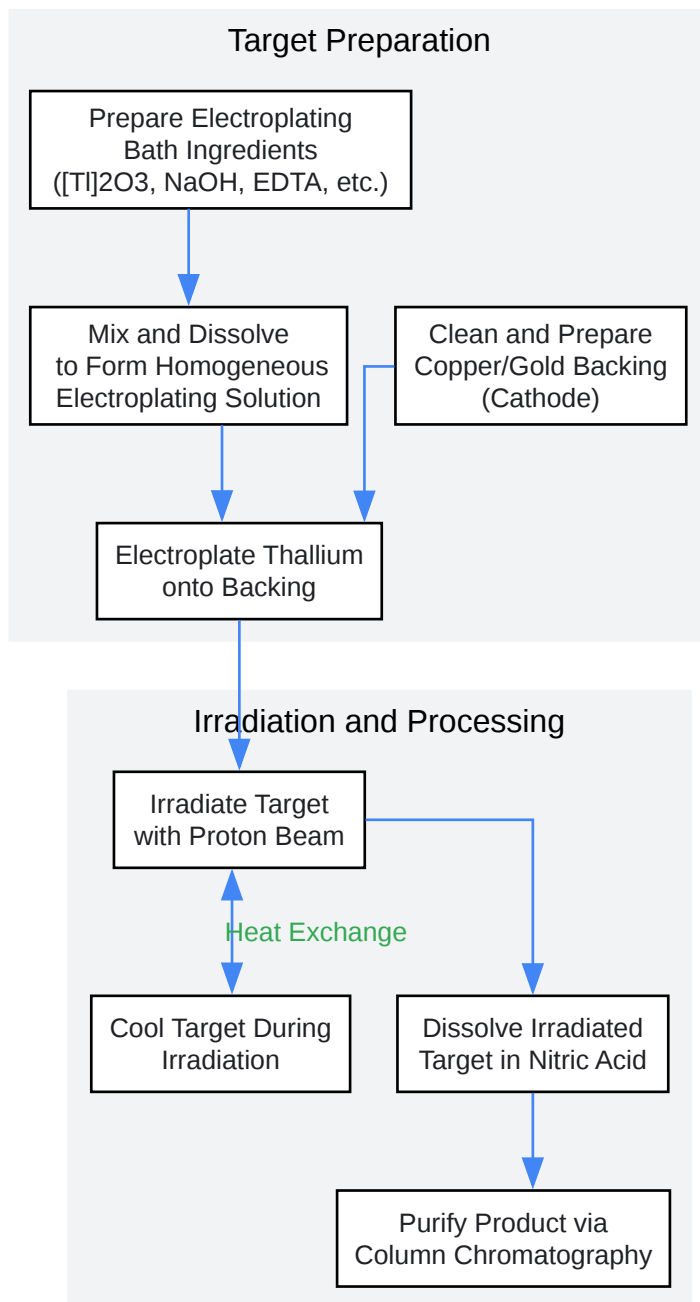 Target Preparation
Prepare Electroplating
Bath Ingredients
([Tl]2O3, NaOH, EDTA, etc.)
Mix and Dissolve
to Form Homogeneous
Electroplating Solution
Clean and Prepare
Copper/Gold Backing
(Cathode)
Electroplate Thallium
onto Backing
Irradiation and Processing
Irradiate Target
with Proton Beam
Heat Exchange
Cool Target During
Irradiation
Dissolve Irradiated
Target in Nitric Acid
Purify Product via
Column Chromatography